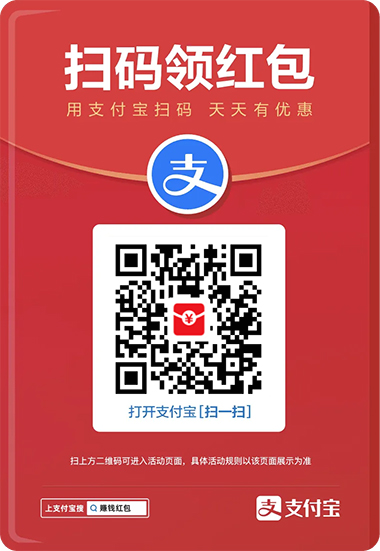 扫码领红包
用支付宝扫码 天天有优惠
支
打开支付宝[扫一扫]
扫上方二维码可进入活动页面，具体活动规则以该页面展示为准
上支付宝搜 赚钱红包
支 支付宝